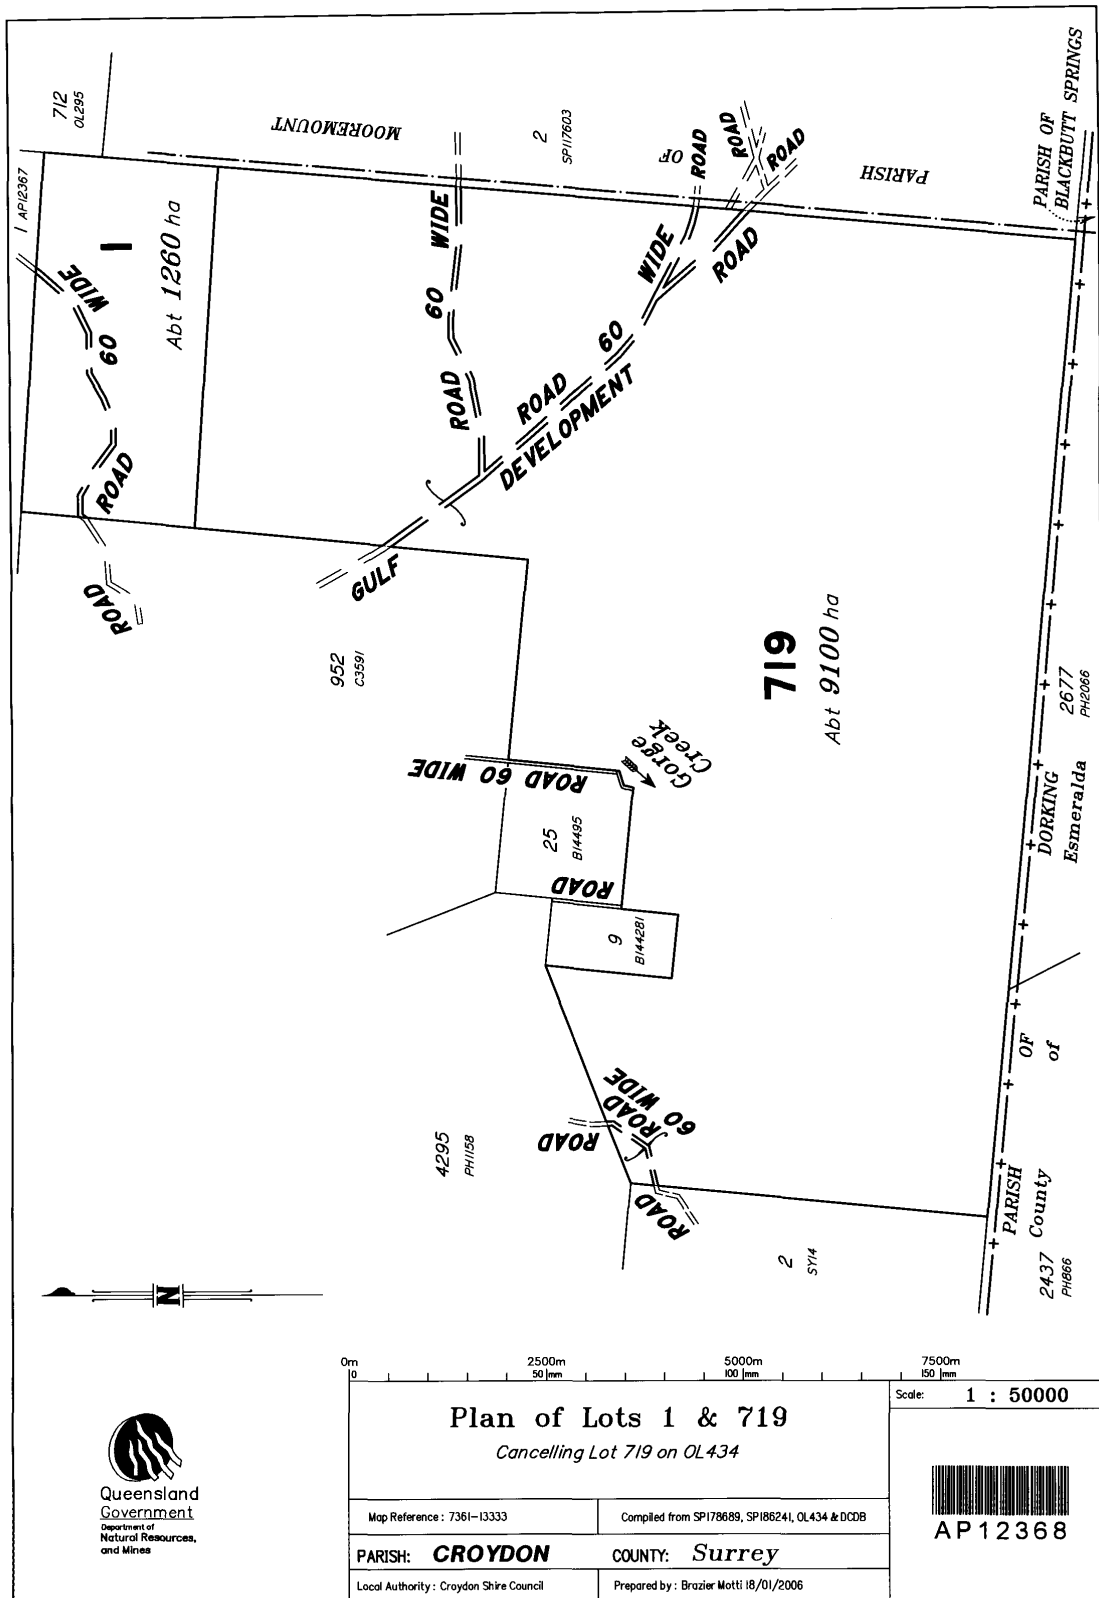 712
OL295
1 AP12367
MOOREMOUNT
2
SP117603
OF
PARISH
PARISH OF
BLACKBUTT SPRINGS
1
Abt 1260 ha
WIDE
60
ROAD
ROAD
WIDE
60
ROAD
ROAD
ROAD
ROAD
WIDE
ROAD
60
ROAD
DEVELOPMENT
GULF
952
C3591
719
Abt 9100 ha
Gorge
Creek
ROAD 60 WIDE
25
B14495
ROAD
9
B144281
2677
PH2066
DORKING
Esmeralda
OF
of
PARISH
County
2437
PH866
4295
PH1158
ROAD
ROAD
60 WIDE
ROAD
2
SY14
N
0m 2500m 5000m 7500m
0 50 mm 100 mm 150 mm
Scale: 1 : 50000
Plan of Lots 1 & 719
Cancelling Lot 719 on OL434
Map Reference : 7361-13333
Compiled from SP178689, SP186241, OL434 & DCDB
PARISH: CROYDON
COUNTY: Surrey
Local Authority : Croydon Shire Council
Prepared by : Brazier Motti 18/01/2006
Queensland
Government
Department of
Natural Resources,
and Mines
AP12368